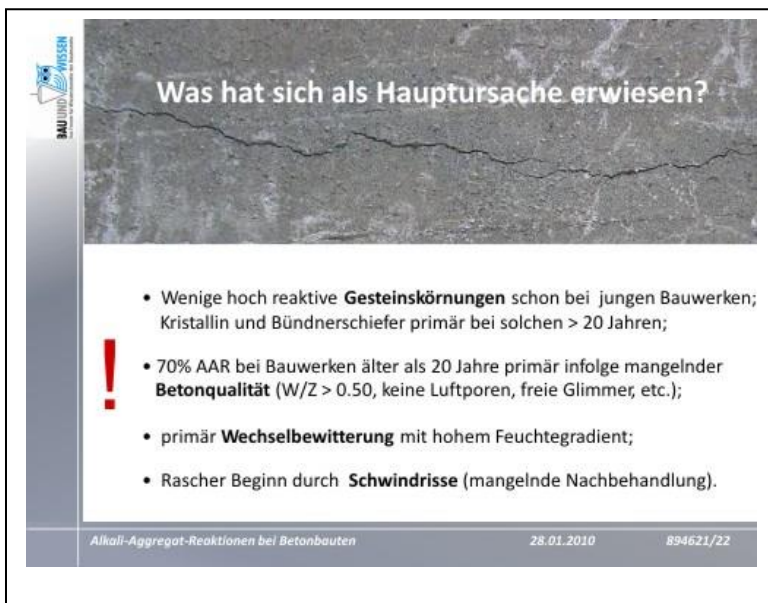 BAU UND WISSEN
Was hat sich als Hauptursache erwiesen?
• Wenige hoch reaktive Gesteinskörnungen schon bei jungen Bauwerken;
Kristallin und Bündnerschiefer primär bei solchen > 20 Jahren;
!
• 70% AAR bei Bauwerken älter als 20 Jahre primär infolge mangelnder
Betonqualität (W/Z > 0.50, keine Luftporen, freie Glimmer, etc.);
• primär Wechselbewitterung mit hohem Feuchtegradient;
• Rascher Beginn durch Schwindrisse (mangelnde Nachbehandlung).
Alkali-Aggregat-Reaktionen bei Betonbauten 28.01.2010 894621/22